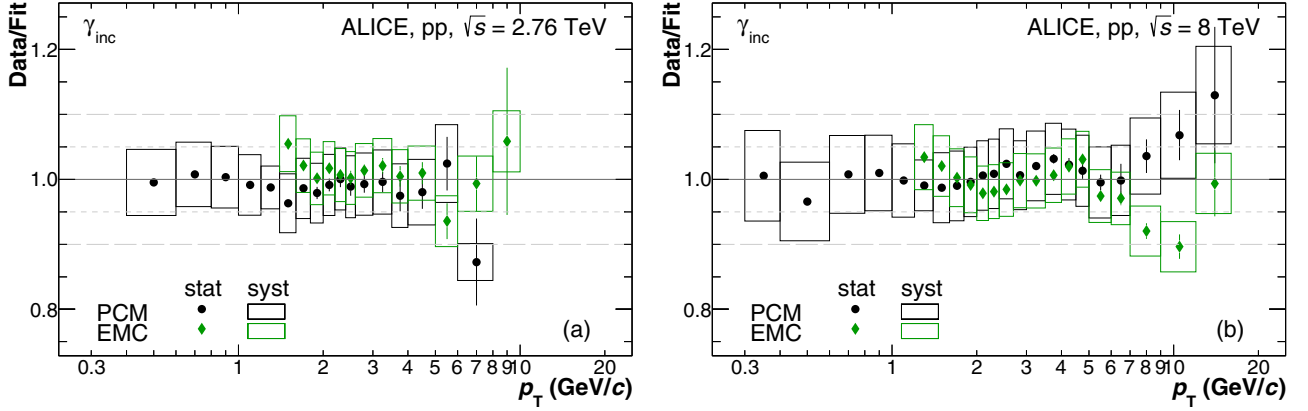 Data/Fit
γinc
ALICE, pp, √s = 2.76 TeV
1.2
1.0
0.8
stat syst
PCM
EMC
(a)
0.3 1 2 3 4 5 6 7 8 9 10 20
pT (GeV/c)
Data/Fit
γinc
ALICE, pp, √s = 8 TeV
1.2
1.0
0.8
stat syst
PCM
EMC
(b)
0.3 1 2 3 4 5 6 7 8 9 10 20
pT (GeV/c)